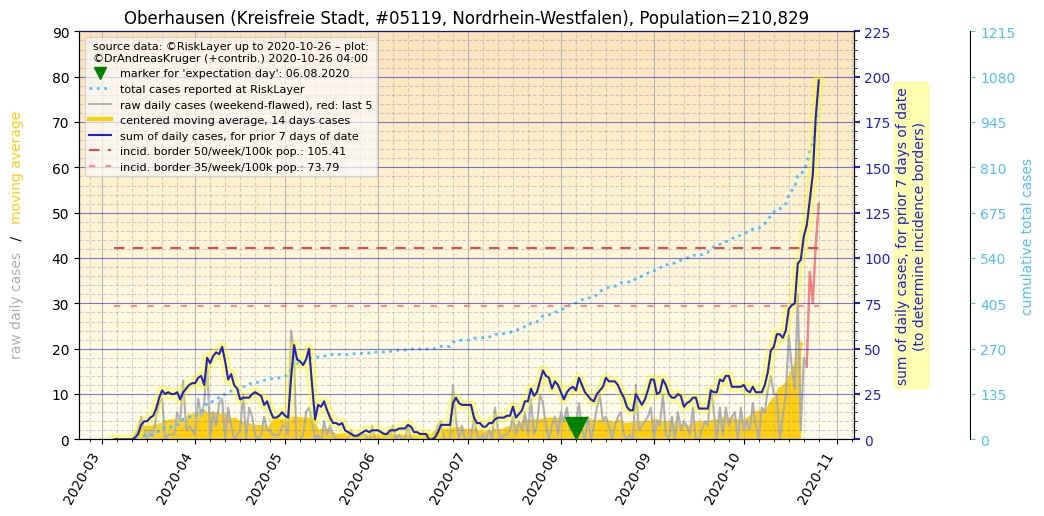 Oberhausen (Kreisfreie Stadt, #05119, Nordrhein-Westfalen), Population=210,829
source data: ©RiskLayer up to 2020-10-26 – plot:
©DrAndreasKruger (+contrib.) 2020-10-26 04:00
marker for 'expectation day': 06.08.2020
total cases reported at RiskLayer
raw daily cases (weekend-flawed), red: last 5
centered moving average, 14 days cases
sum of daily cases, for prior 7 days of date
incid. border 50/week/100k pop.: 105.41
incid. border 35/week/100k pop.: 73.79
raw daily cases / moving average
90
80
70
60
50
40
30
20
10
0
2020-03
2020-04
2020-05
2020-06
2020-07
2020-08
2020-09
2020-10
2020-11
225
200
175
150
125
100
75
50
25
0
sum of daily cases, for prior 7 days of date
(to determine incidence borders)
1215
1080
945
810
675
540
405
270
135
0
cumulative total cases